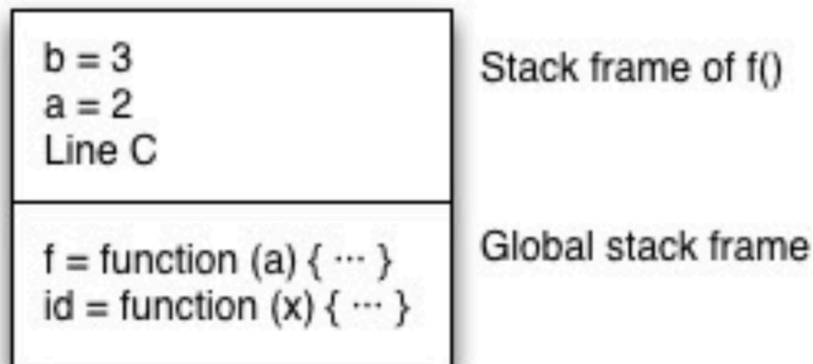 b = 3
a = 2
Line C
Stack frame of f()
f = function (a) { ··· }
id = function (x) { ··· }
Global stack frame